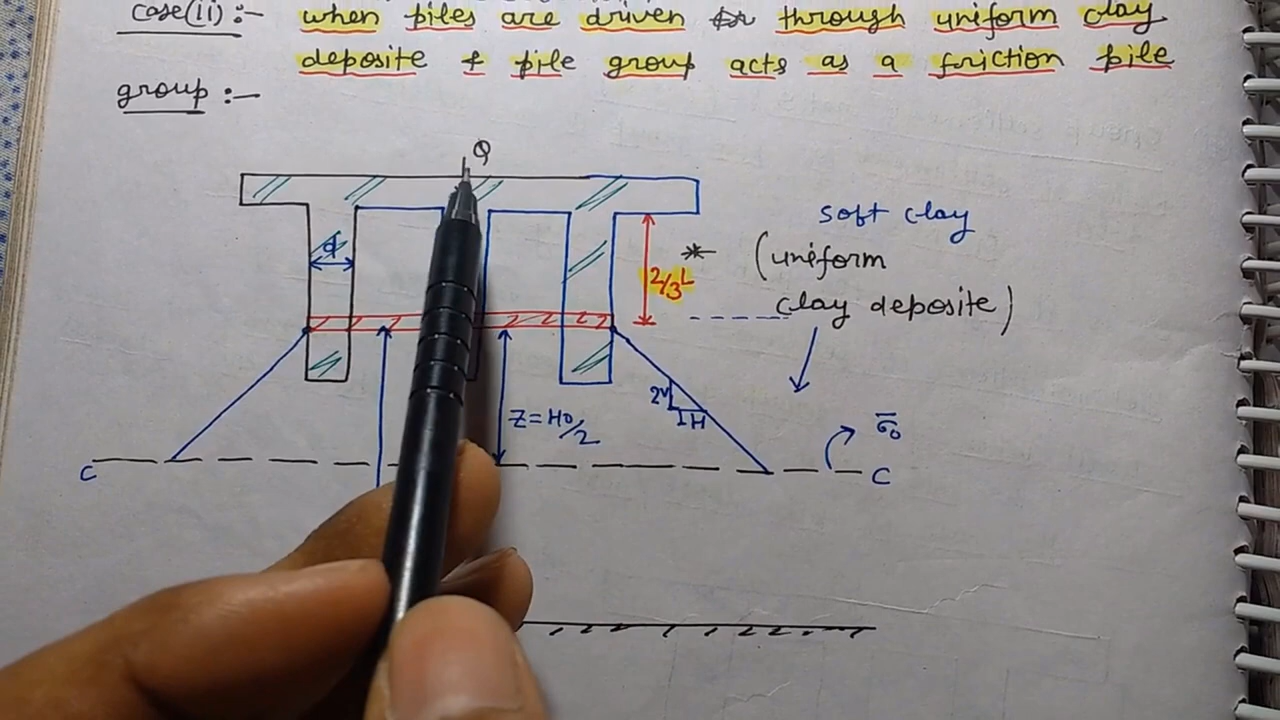 case(ii) :- when piles are driven through uniform clay
deposite & pile group acts as a friction pile
group :-
Q
soft clay
d
2/3 L
(uniform
clay deposite)
2V
1H
Z = H0/2
σ̄0
C
C